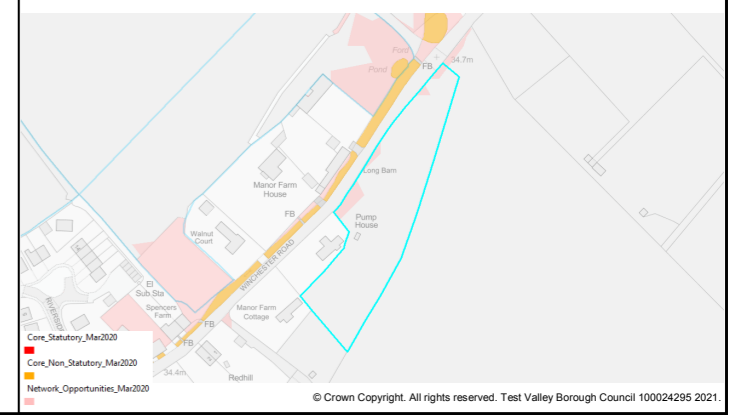 Ford
FB
34.7m
Pond
Long Barn
Manor Farm
House
FB
Pump
House
Walnut
Court
WINCHESTER ROAD
El
Sub Sta
Spencers
Farm
RIVERSIDE
Manor Farm
Cottage
FB
FB
34.4m
Redhill
Core_Statutory_Mar2020
Core_Non_Statutory_Mar2020
Network_Opportunities_Mar2020
© Crown Copyright. All rights reserved. Test Valley Borough Council 100024295 2021.